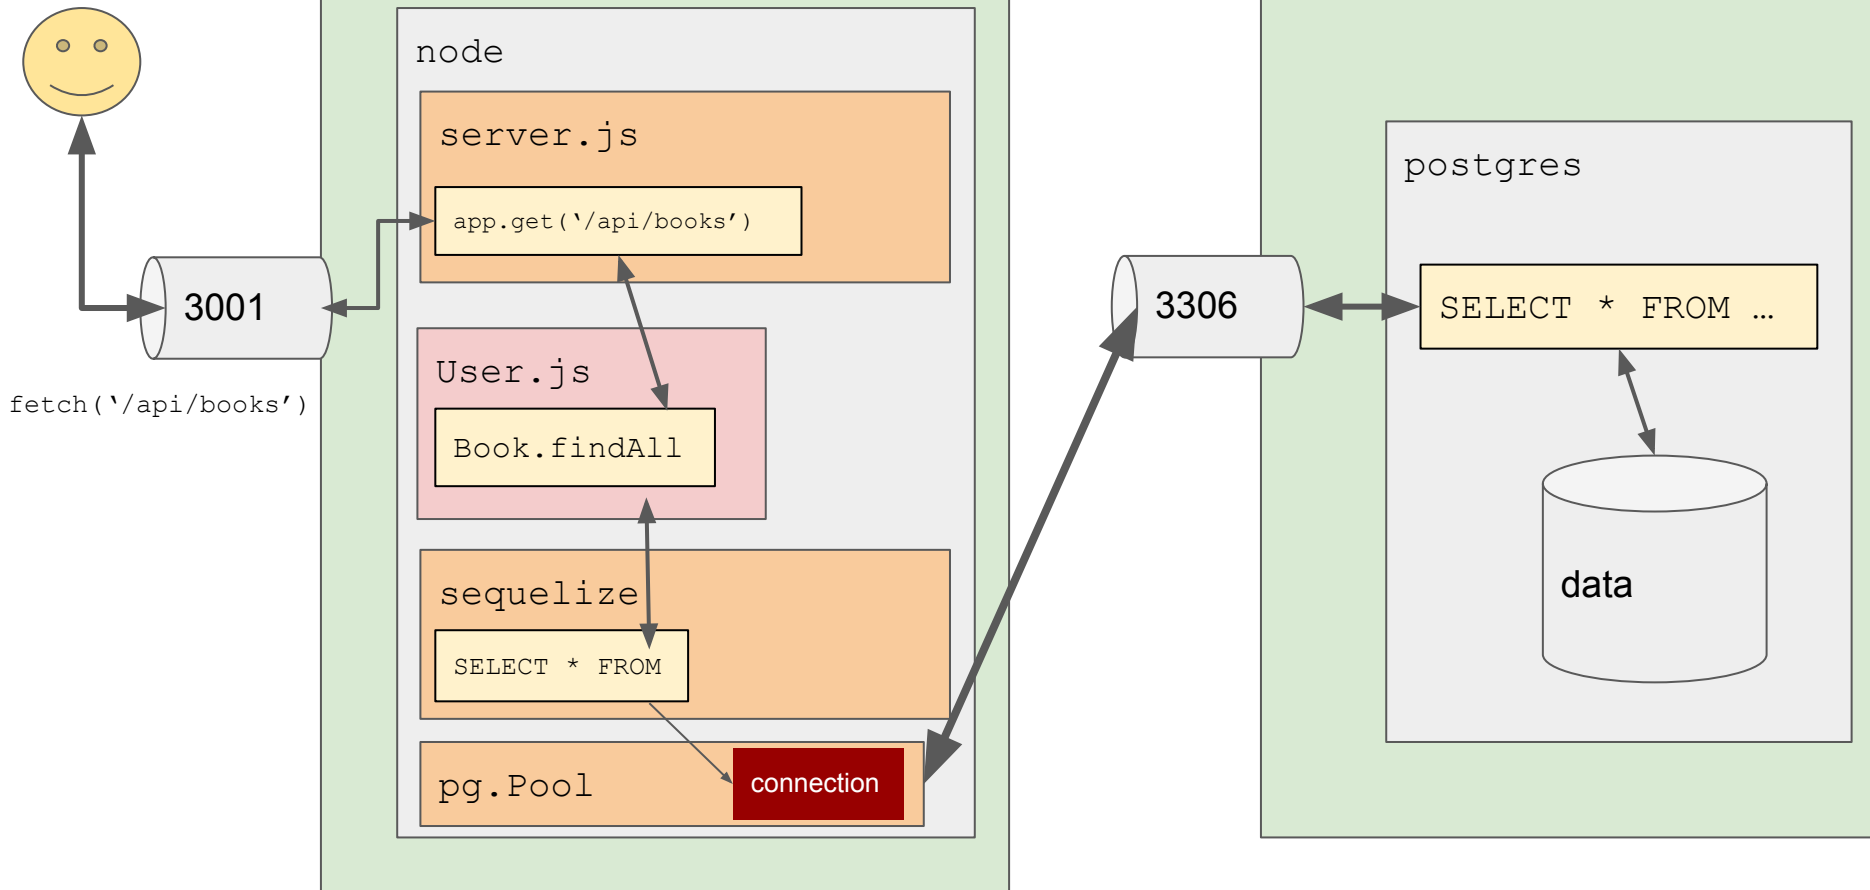 node
server.js
app.get(‘/api/books’)
3001
fetch(‘/api/books’)
User.js
Book.findAll
sequelize
SELECT * FROM
pg.Pool
connection
3306
postgres
SELECT * FROM …
data